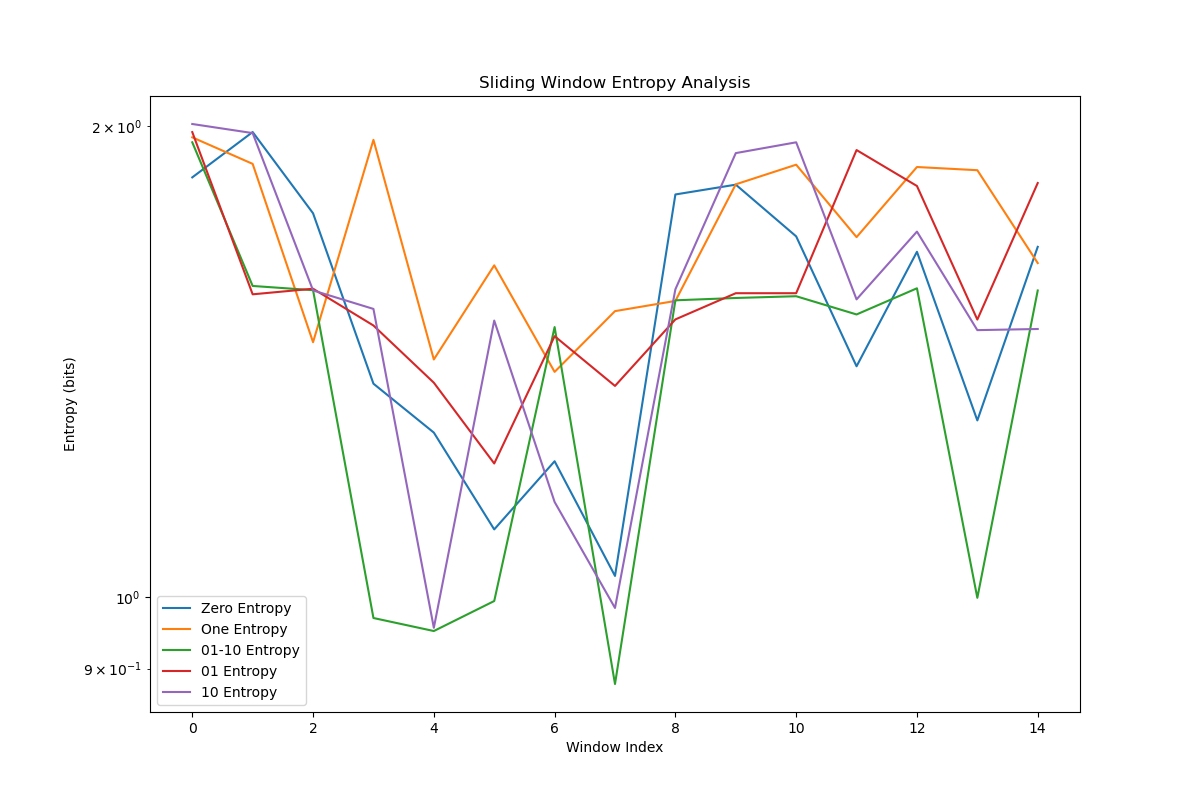 Sliding Window Entropy Analysis
2 × 10⁰
10⁰
9 × 10⁻¹
Entropy (bits)
Zero Entropy
One Entropy
01-10 Entropy
01 Entropy
10 Entropy
0 2 4 6 8 10 12 14
Window Index